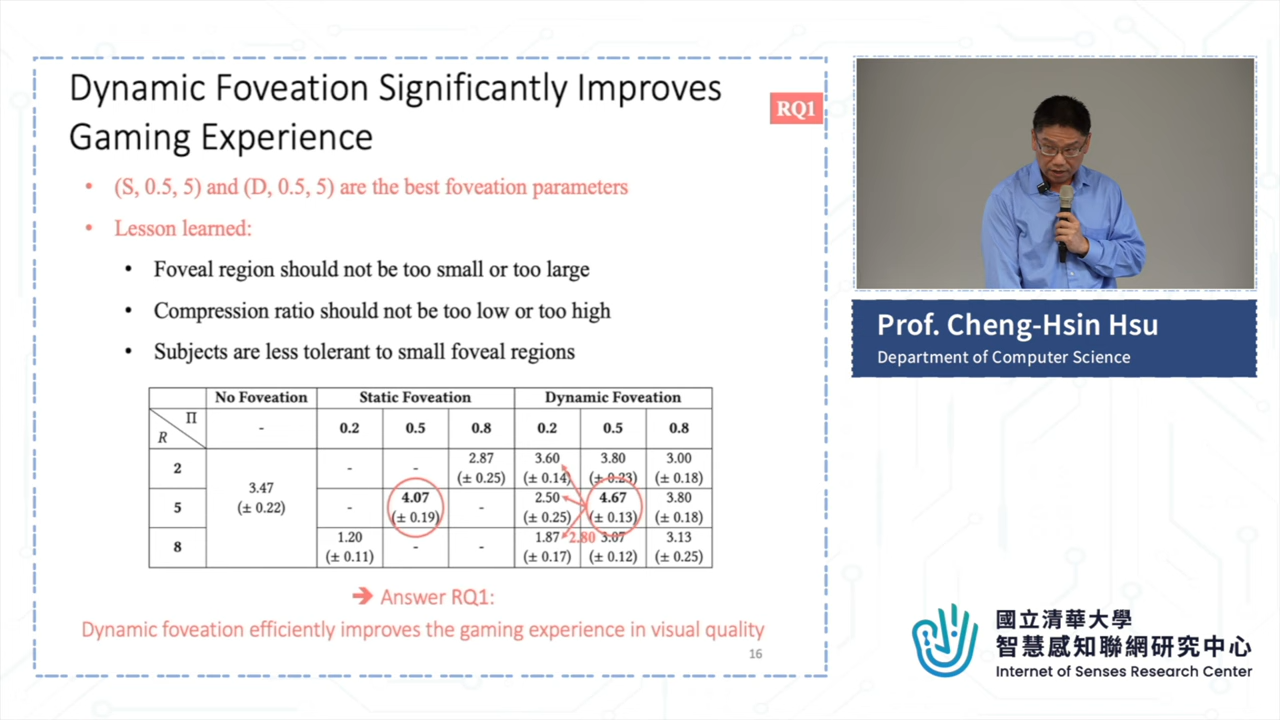 Dynamic Foveation Significantly Improves
Gaming Experience
RQ1
• (S, 0.5, 5) and (D, 0.5, 5) are the best foveation parameters
• Lesson learned:
• Foveal region should not be too small or too large
• Compression ratio should not be too low or too high
• Subjects are less tolerant to small foveal regions
No Foveation Static Foveation Dynamic Foveation
Π
R
- 0.2 0.5 0.8 0.2 0.5 0.8
2 - - 2.87 3.60 3.80 3.00
(± 0.25) (± 0.14) (± 0.23) (± 0.18)
3.47
(± 0.22)
5 - 4.07 - 2.50 4.67 3.80
(± 0.19) (± 0.25) (± 0.13) (± 0.18)
8 1.20 - - 1.87 2.80 3.07 3.13
(± 0.11) (± 0.17) (± 0.12) (± 0.25)
➔ Answer RQ1:
Dynamic foveation efficiently improves the gaming experience in visual quality
16
Prof. Cheng-Hsin Hsu
Department of Computer Science
國立清華大學
智慧感知聯網研究中心
Internet of Senses Research Center